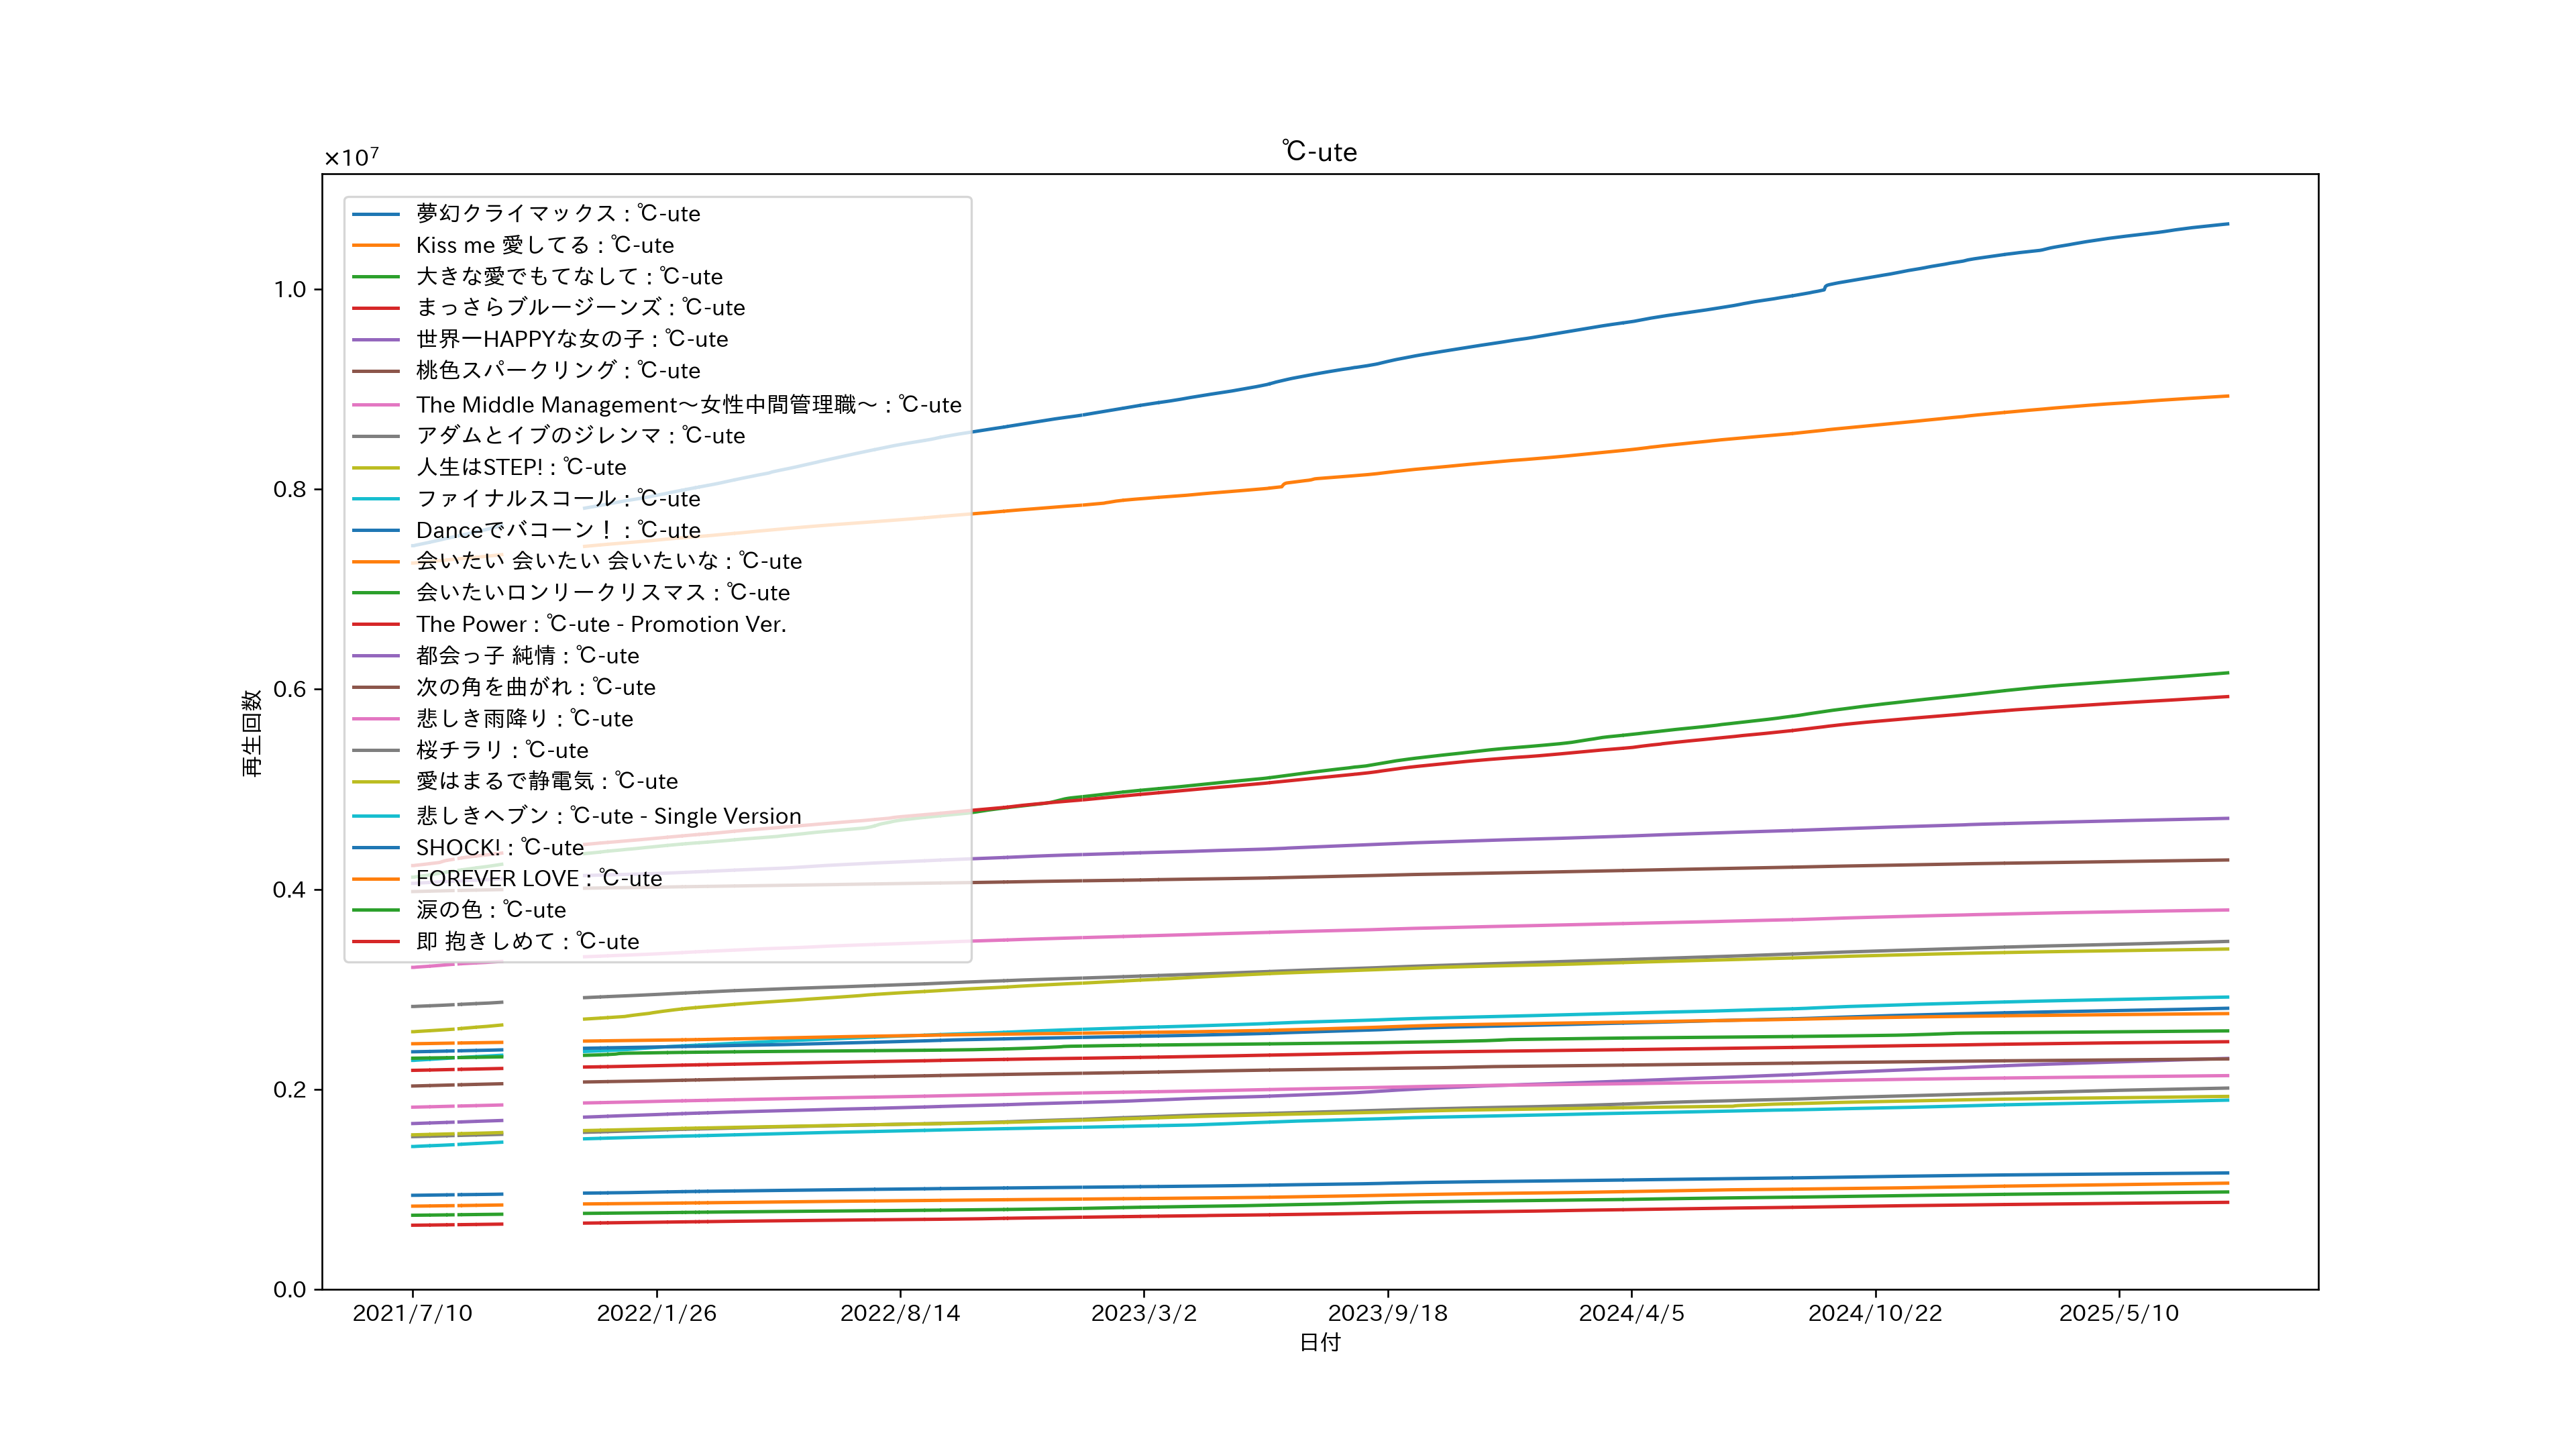 ℃-ute
×10⁷
夢幻クライマックス : ℃-ute
Kiss me 愛してる : ℃-ute
大きな愛でもてなして : ℃-ute
まっさらブルージーンズ : ℃-ute
世界一HAPPYな女の子 : ℃-ute
桃色スパークリング : ℃-ute
The Middle Management～女性中間管理職～ : ℃-ute
アダムとイブのジレンマ : ℃-ute
人生はSTEP! : ℃-ute
ファイナルスコール : ℃-ute
Danceでバコーン！ : ℃-ute
会いたい 会いたい 会いたいな : ℃-ute
会いたいロンリークリスマス : ℃-ute
The Power : ℃-ute - Promotion Ver.
都会っ子 純情 : ℃-ute
次の角を曲がれ : ℃-ute
悲しき雨降り : ℃-ute
桜チラリ : ℃-ute
愛はまるで静電気 : ℃-ute
悲しきヘブン : ℃-ute - Single Version
SHOCK! : ℃-ute
FOREVER LOVE : ℃-ute
涙の色 : ℃-ute
即 抱きしめて : ℃-ute
1.0
0.8
0.6
0.4
0.2
0.0
再生回数
2021/7/10 2022/1/26 2022/8/14 2023/3/2 2023/9/18 2024/4/5 2024/10/22 2025/5/10
日付